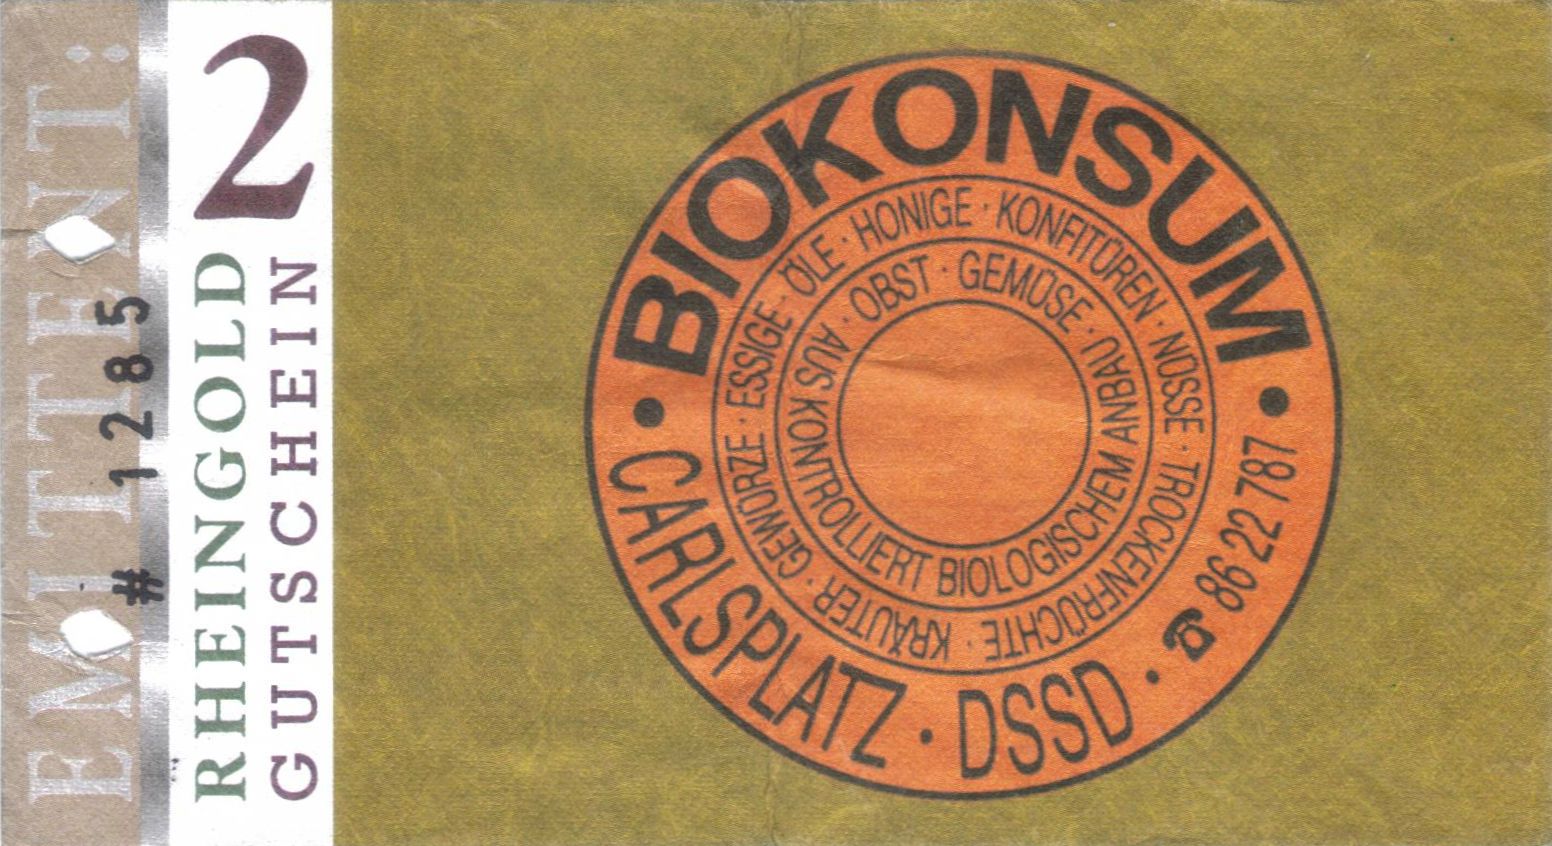 EMITTENT:
# 1285
2
RHEINGOLD
GUTSCHEIN
• BIOKONSUM •
CARLSPLATZ • DSSD • ☎ 86 22 787
GEWÜRZE · ESSIGE · ÖLE · HONIGE · KONFITÜREN · NÜSSE · TROCKENFRÜCHTE · KRÄUTER ·
OBST · GEMÜSE ·
AUS KONTROLLIERT BIOLOGISCHEM ANBAU ·